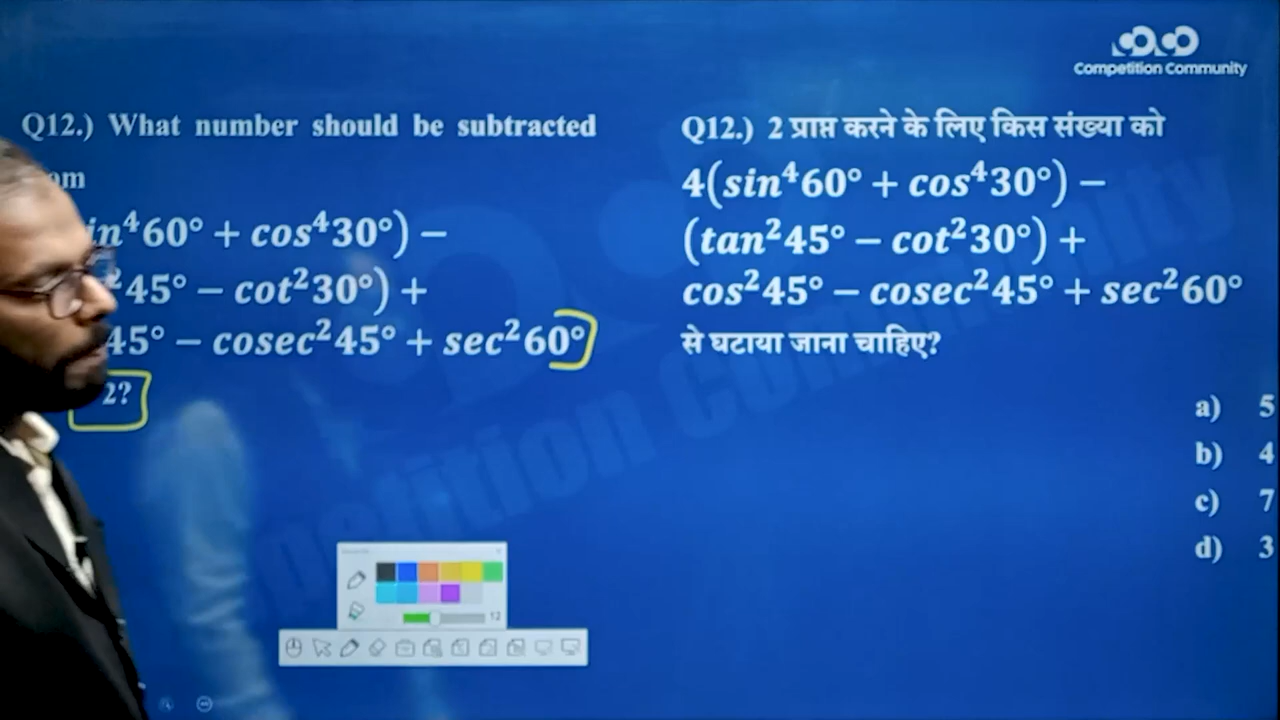 Competition Community
Q12.) What number should be subtracted
in⁴60° + cos⁴30°) −
²45° − cot²30°) +
45° − cosec²45° + sec²60°
2?
Q12.) 2 प्राप्त करने के लिए किस संख्या को
4(sin⁴60° + cos⁴30°) −
(tan²45° − cot²30°) +
cos²45° − cosec²45° + sec²60°
से घटाया जाना चाहिए?
a) 5
b) 4
c) 7
d) 3
12